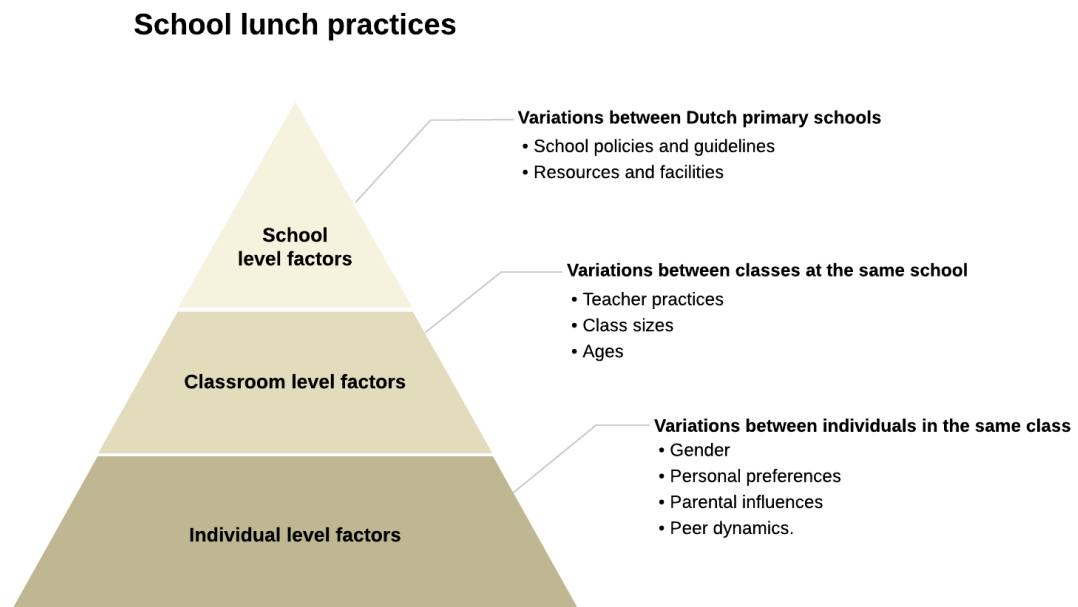 School lunch practices
Variations between Dutch primary schools
• School policies and guidelines
• Resources and facilities
School
level factors
Variations between classes at the same school
• Teacher practices
• Class sizes
• Ages
Classroom level factors
Variations between individuals in the same class
• Gender
• Personal preferences
• Parental influences
• Peer dynamics.
Individual level factors